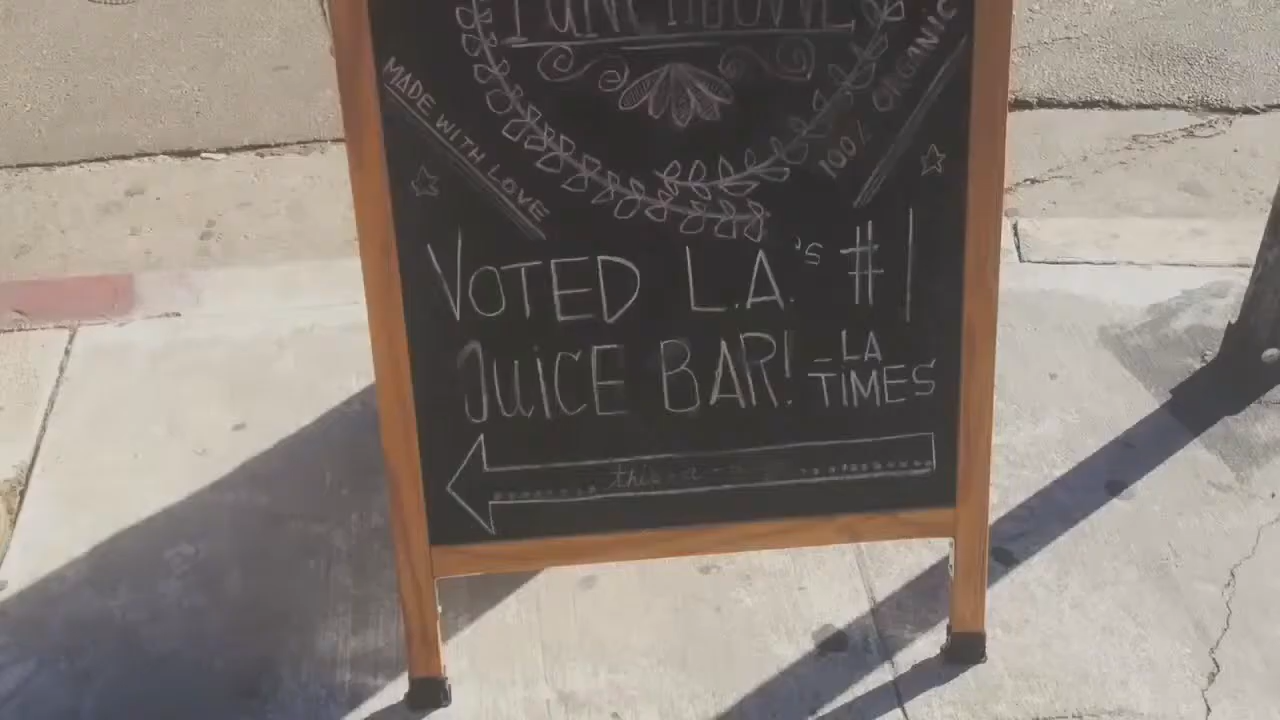 MADE WITH LOVE
100% ORGANIC
VOTED L.A.'s #1
JUICE BAR! - LA TIMES